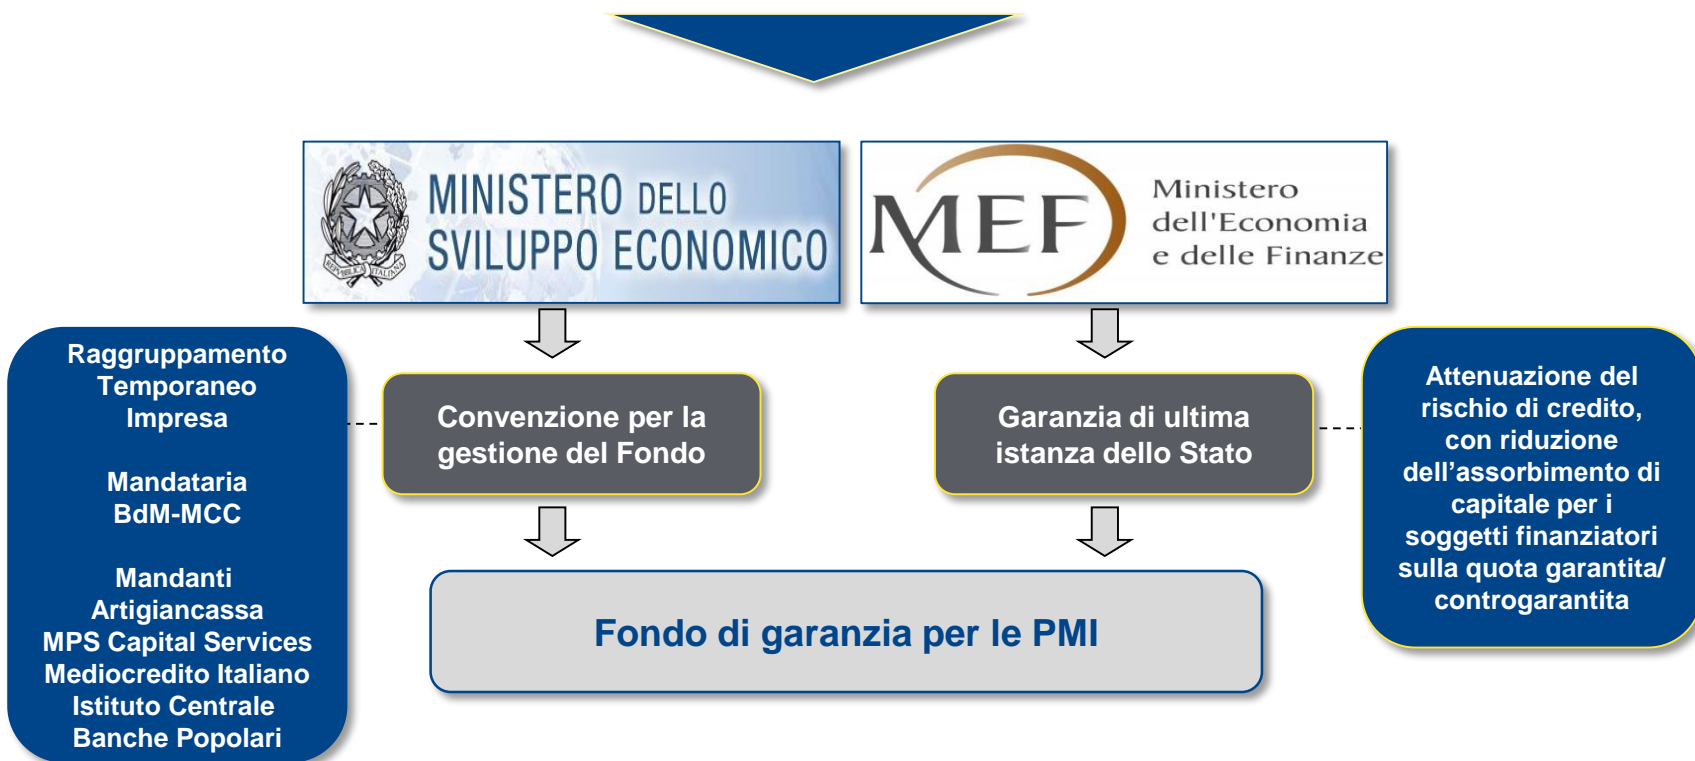 MINISTERO DELLO
SVILUPPO ECONOMICO
REPVBBLICA ITALIANA
MEF
Ministero
dell'Economia
e delle Finanze
Raggruppamento
Temporaneo
Impresa
Mandataria
BdM-MCC
Mandanti
Artigiancassa
MPS Capital Services
Mediocredito Italiano
Istituto Centrale
Banche Popolari
Convenzione per la
gestione del Fondo
Garanzia di ultima
istanza dello Stato
Attenuazione del
rischio di credito,
con riduzione
dell’assorbimento di
capitale per i
soggetti finanziatori
sulla quota garantita/
controgarantita
Fondo di garanzia per le PMI